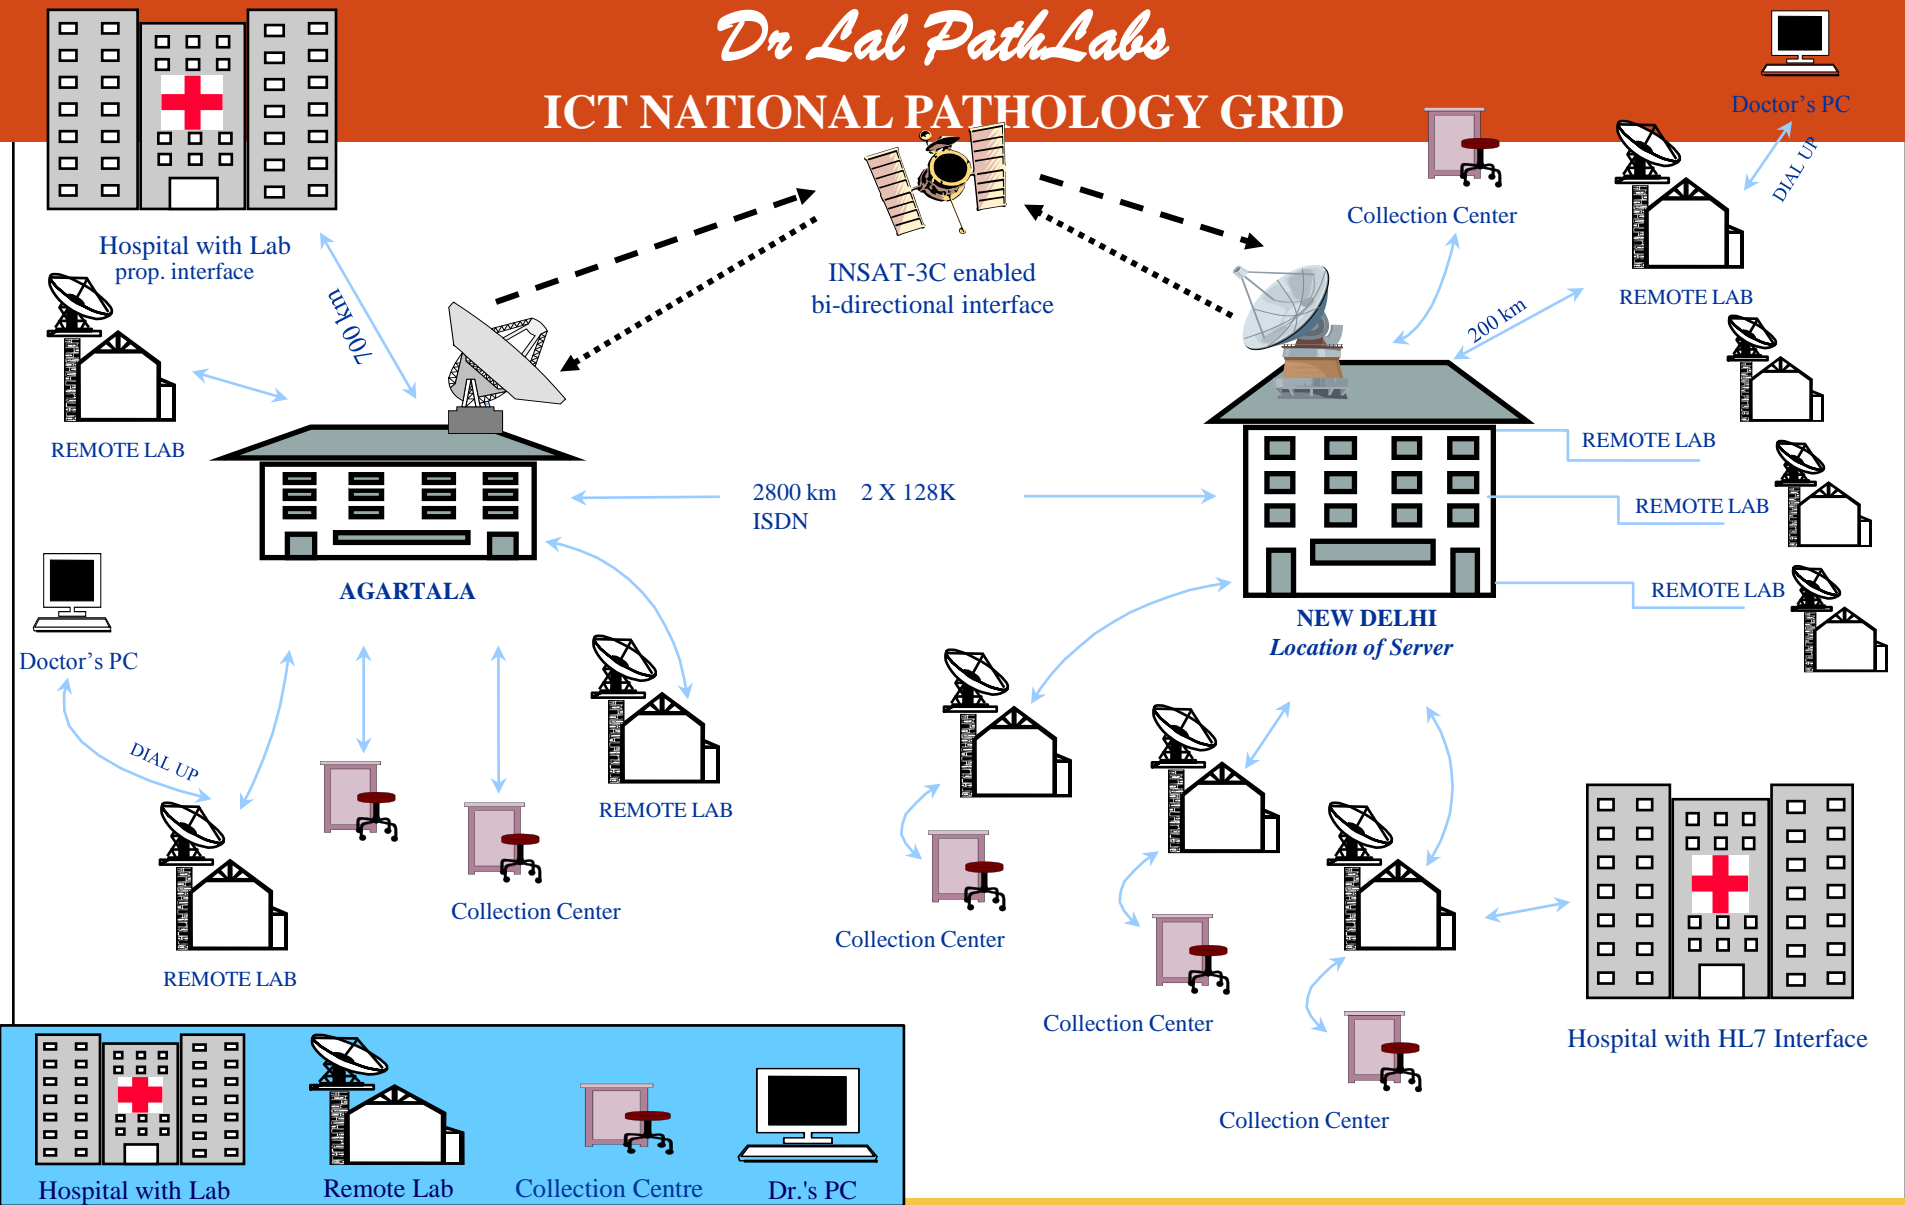 Dr Lal PathLabs
ICT NATIONAL PATHOLOGY GRID
Doctor's PC
DIAL UP
Collection Center
Hospital with Lab
prop. interface
INSAT-3C enabled
bi-directional interface
700 km
200 km
REMOTE LAB
REMOTE LAB
REMOTE LAB
REMOTE LAB
REMOTE LAB
2800 km 2 X 128K
ISDN
AGARTALA
NEW DELHI
Location of Server
Doctor's PC
DIAL UP
REMOTE LAB
Collection Center
Collection Center
REMOTE LAB
Collection Center
Hospital with HL7 Interface
Collection Center
Hospital with Lab
Remote Lab
Collection Centre
Dr.'s PC